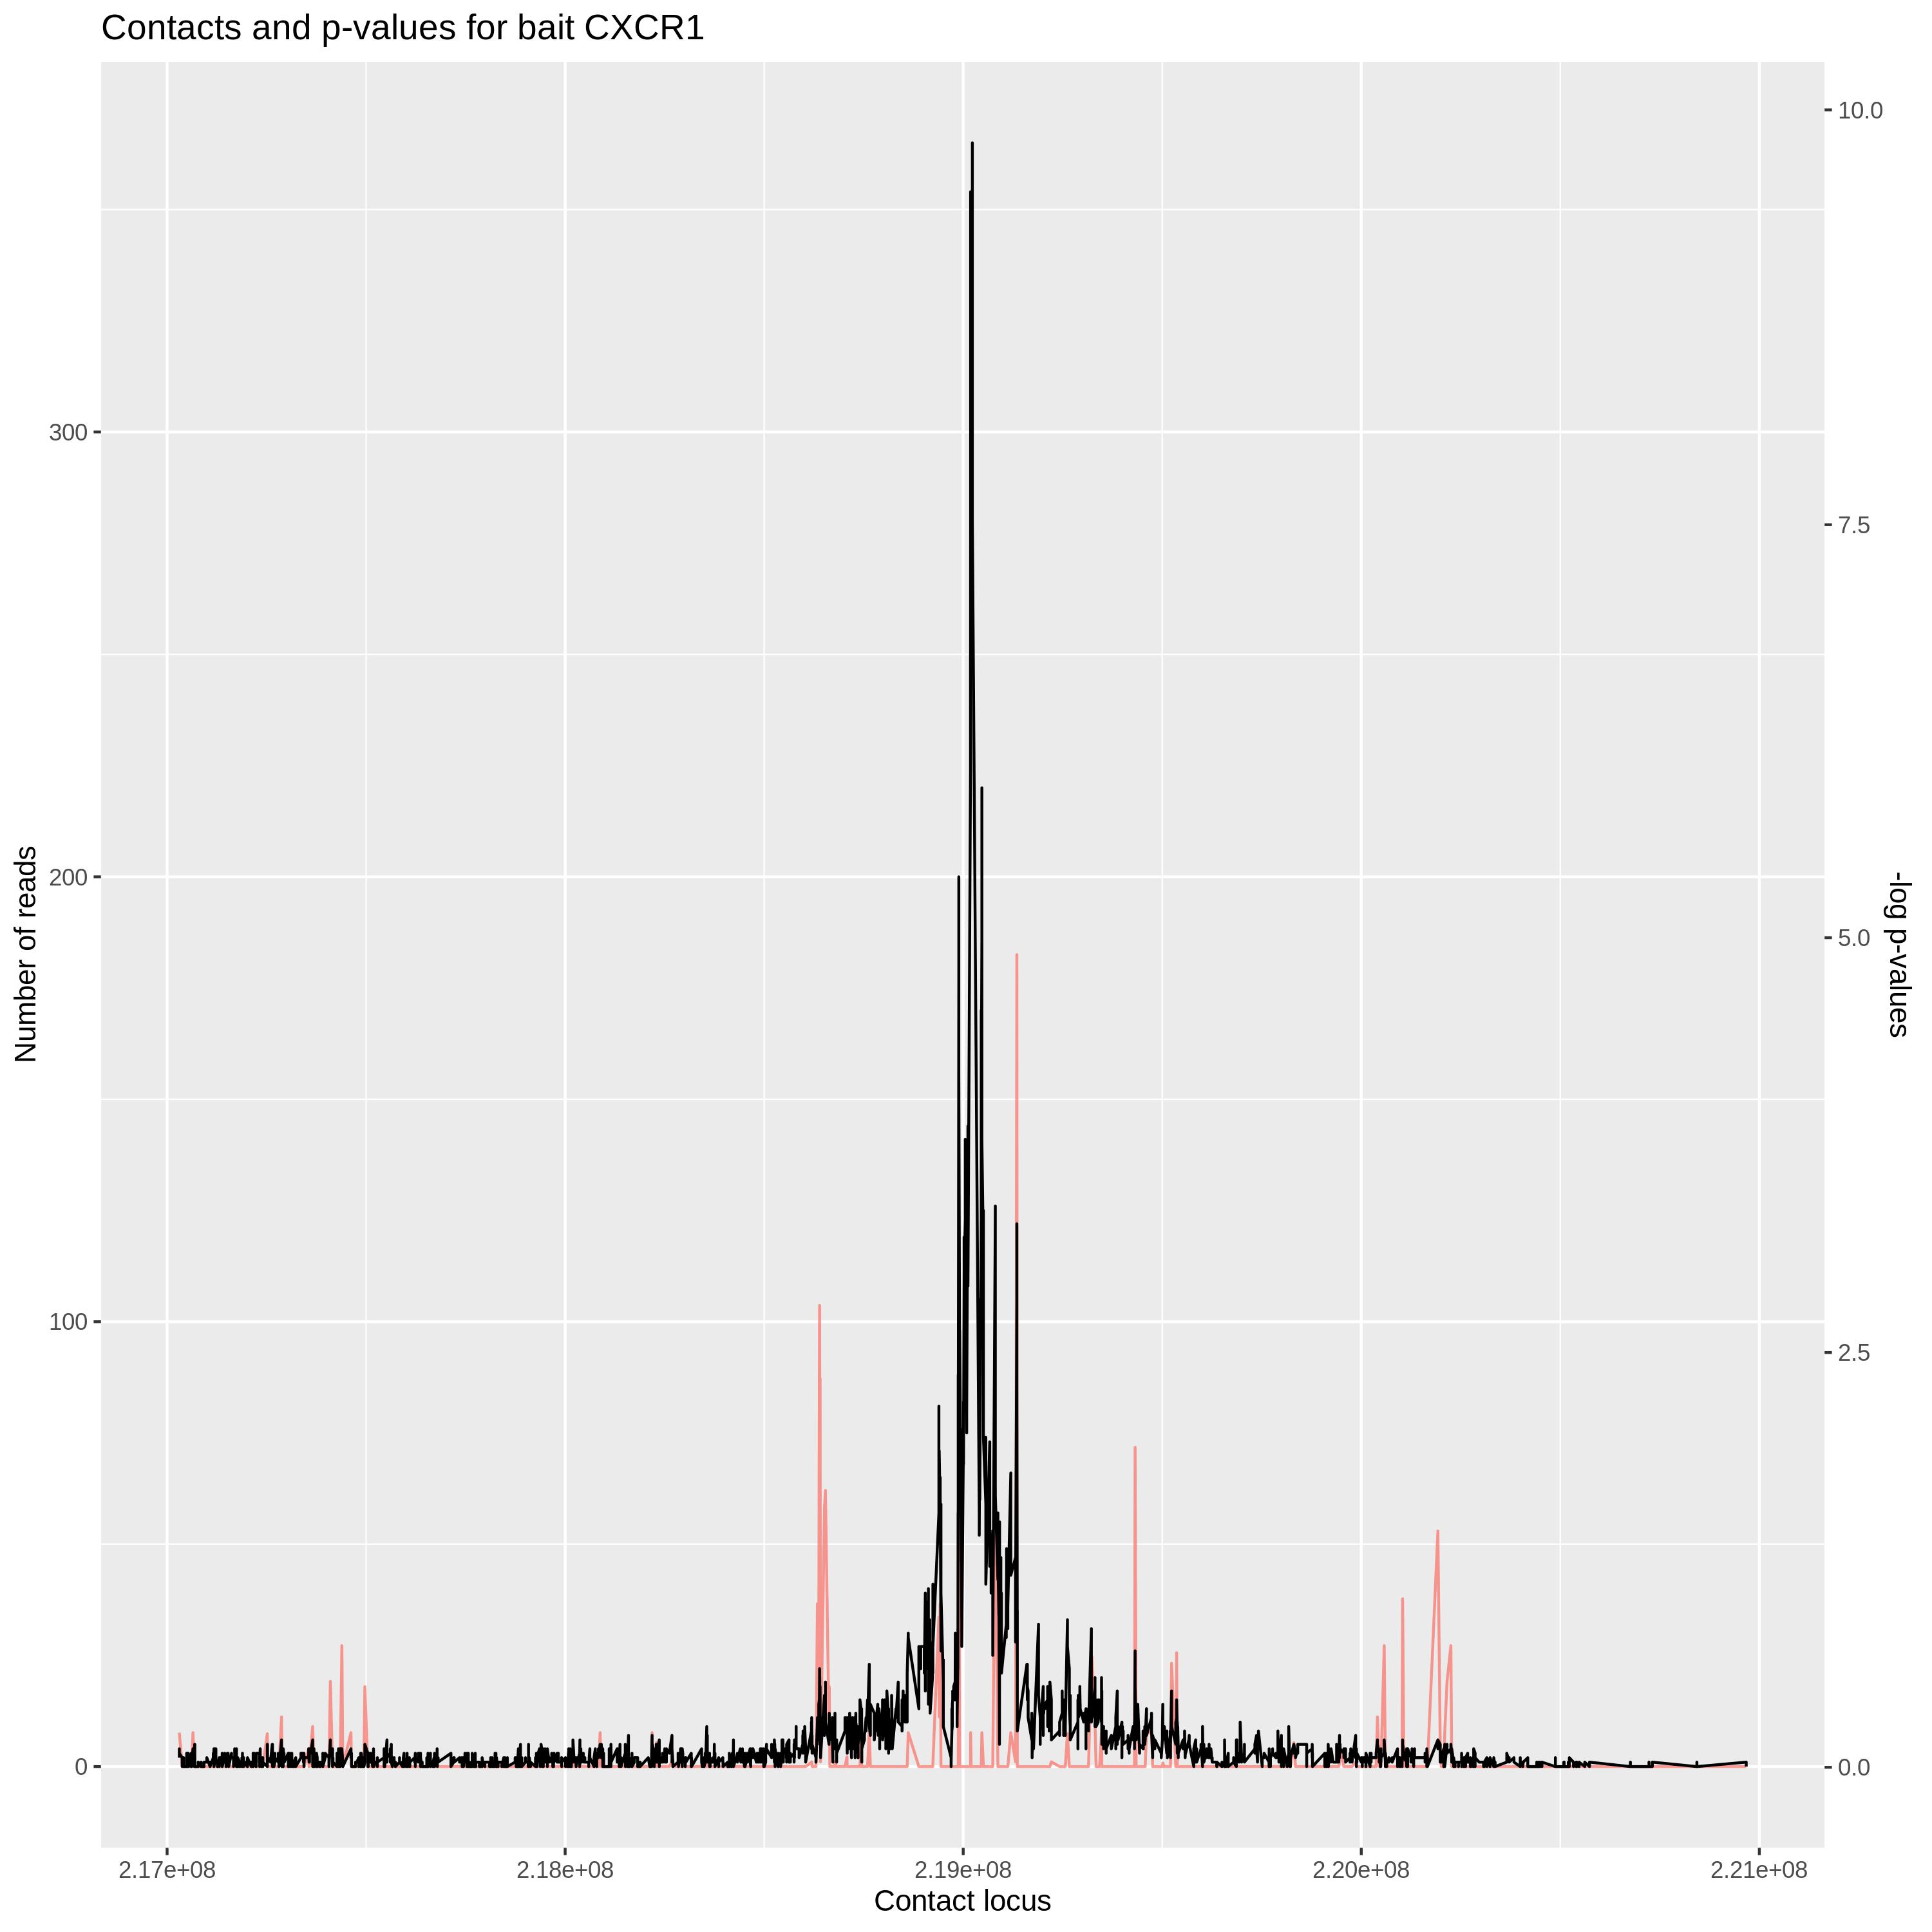 Contacts and p-values for bait CXCR1
10.0
7.5
5.0
2.5
0.0
300
200
100
0
Number of reads
-log p-values
2.17e+08
2.18e+08
2.19e+08
2.20e+08
2.21e+08
Contact locus